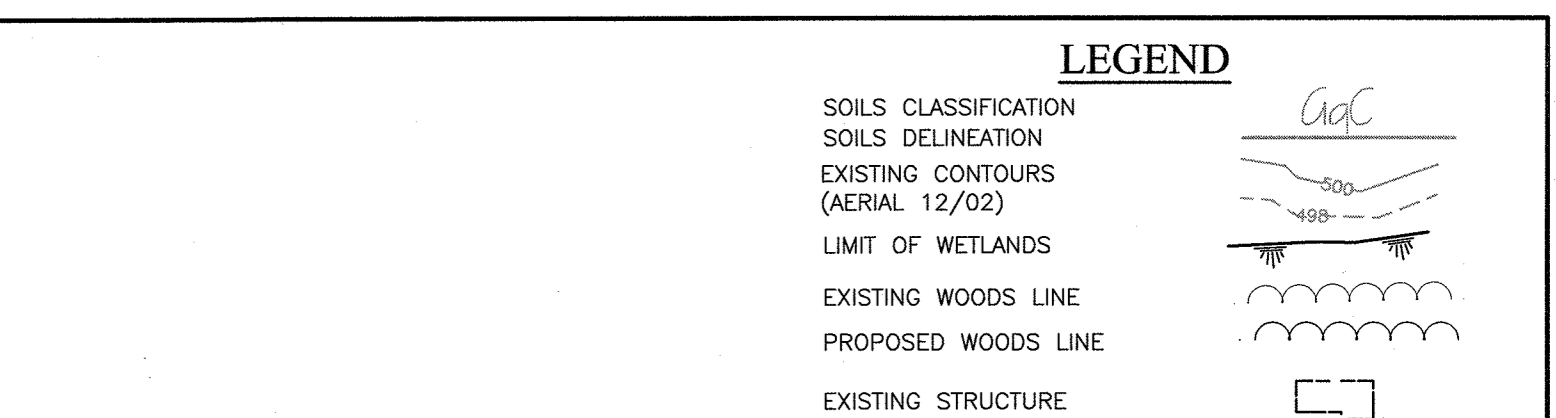 LEGEND
SOILS CLASSIFICATION GgC
SOILS DELINEATION
EXISTING CONTOURS
(AERIAL 12/02)
500
498
LIMIT OF WETLANDS
EXISTING WOODS LINE
PROPOSED WOODS LINE
EXISTING STRUCTURE